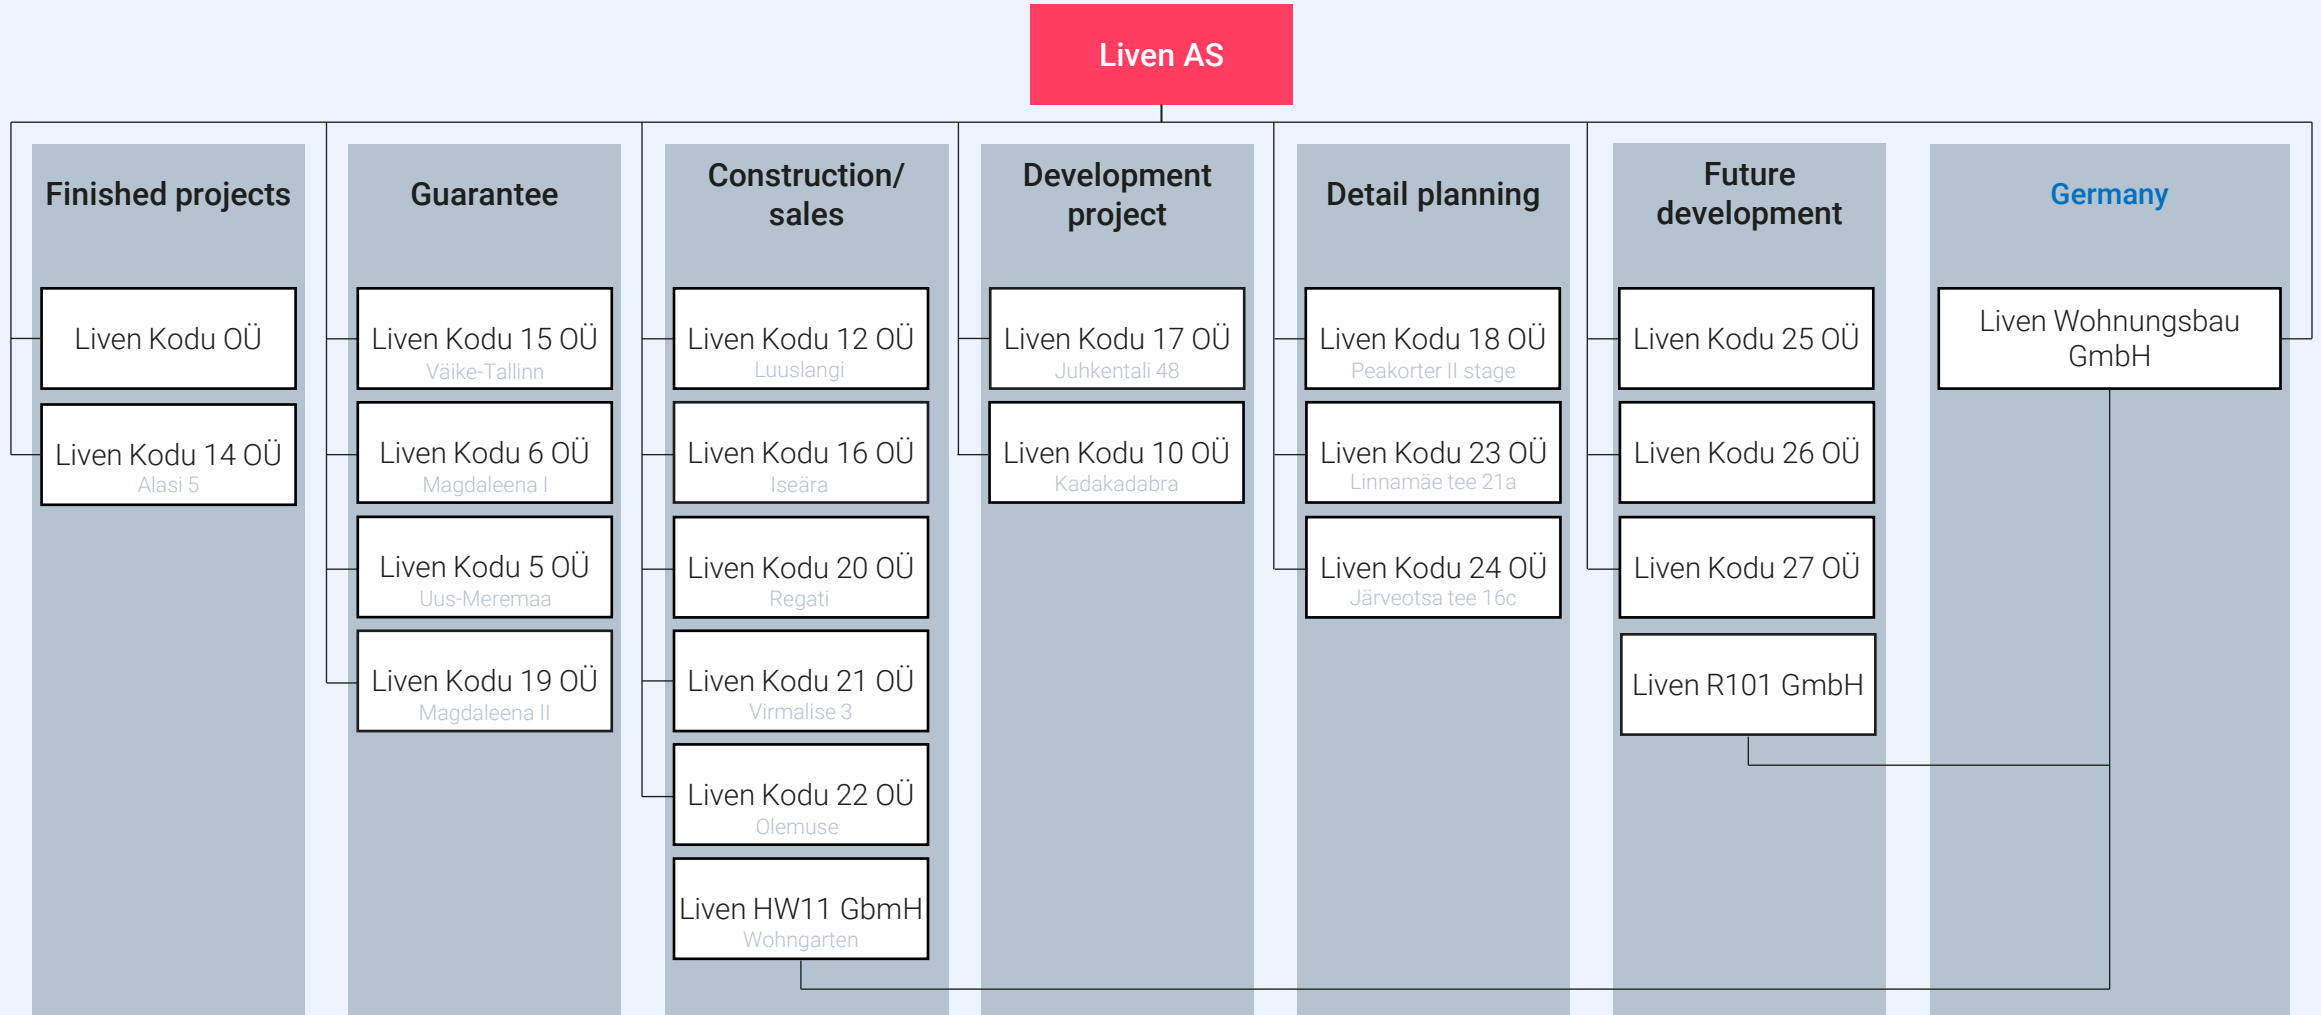 Liven AS
Finished projects
Liven Kodu OÜ
Liven Kodu 14 OÜ
Alasi 5
Guarantee
Liven Kodu 15 OÜ
Väike-Tallinn
Liven Kodu 6 OÜ
Magdaleena I
Liven Kodu 5 OÜ
Uus-Meremaa
Liven Kodu 19 OÜ
Magdaleena II
Construction/
sales
Liven Kodu 12 OÜ
Luuslangi
Liven Kodu 16 OÜ
Iseära
Liven Kodu 20 OÜ
Regati
Liven Kodu 21 OÜ
Virmalise 3
Liven Kodu 22 OÜ
Olemuse
Liven HW11 GbmH
Wohngarten
Development
project
Liven Kodu 17 OÜ
Juhkentali 48
Liven Kodu 10 OÜ
Kadakadabra
Detail planning
Liven Kodu 18 OÜ
Peakorter II stage
Liven Kodu 23 OÜ
Linnamäe tee 21a
Liven Kodu 24 OÜ
Järveotsa tee 16c
Future
development
Liven Kodu 25 OÜ
Liven Kodu 26 OÜ
Liven Kodu 27 OÜ
Liven R101 GmbH
Germany
Liven Wohnungsbau
GmbH